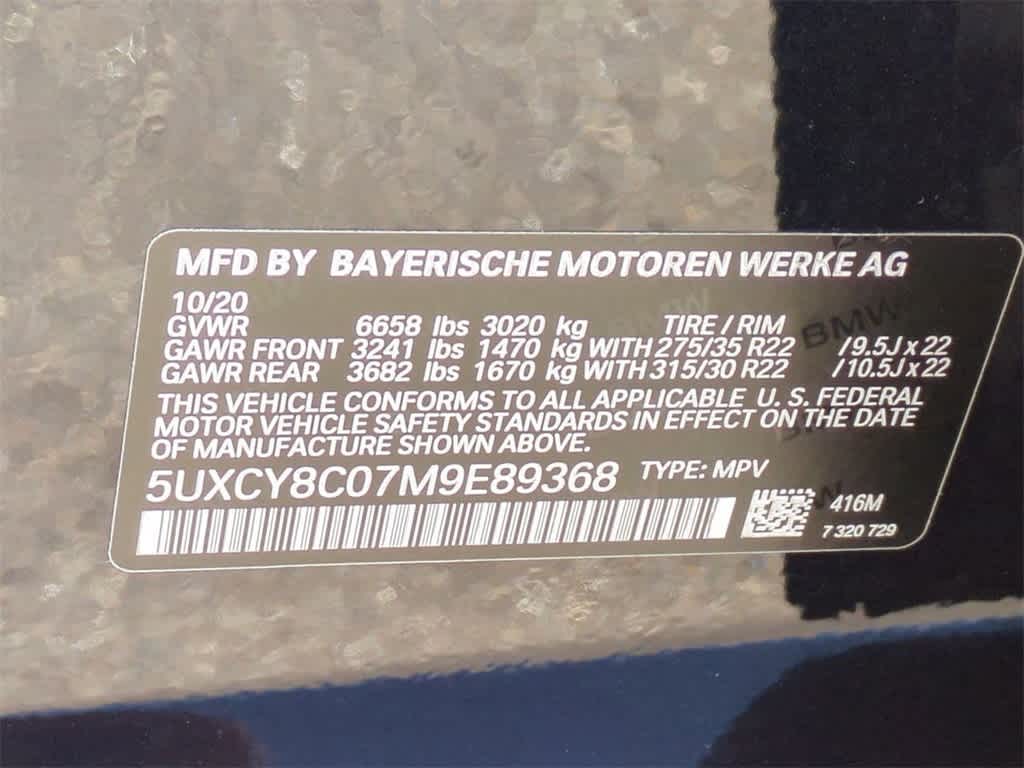 MFD BY BAYERISCHE MOTOREN WERKE AG
10/20
GVWR 6658 lbs 3020 kg TIRE / RIM
GAWR FRONT 3241 lbs 1470 kg WITH 275/35 R22 /9.5J x 22
GAWR REAR 3682 lbs 1670 kg WITH 315/30 R22 /10.5J x 22
THIS VEHICLE CONFORMS TO ALL APPLICABLE U. S. FEDERAL
MOTOR VEHICLE SAFETY STANDARDS IN EFFECT ON THE DATE
OF MANUFACTURE SHOWN ABOVE.
5UXCY8C07M9E89368 TYPE: MPV
416M
7 320 729
BMW